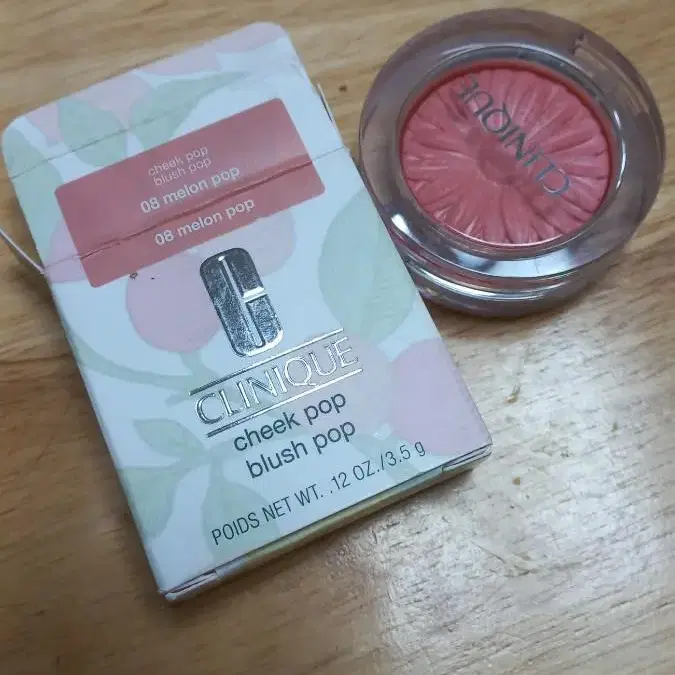 cheek pop
blush pop
08 melon pop
08 melon pop
CLINIQUE
cheek pop
blush pop
POIDS NET WT. .12 OZ./3.5 g
CLINIQUE